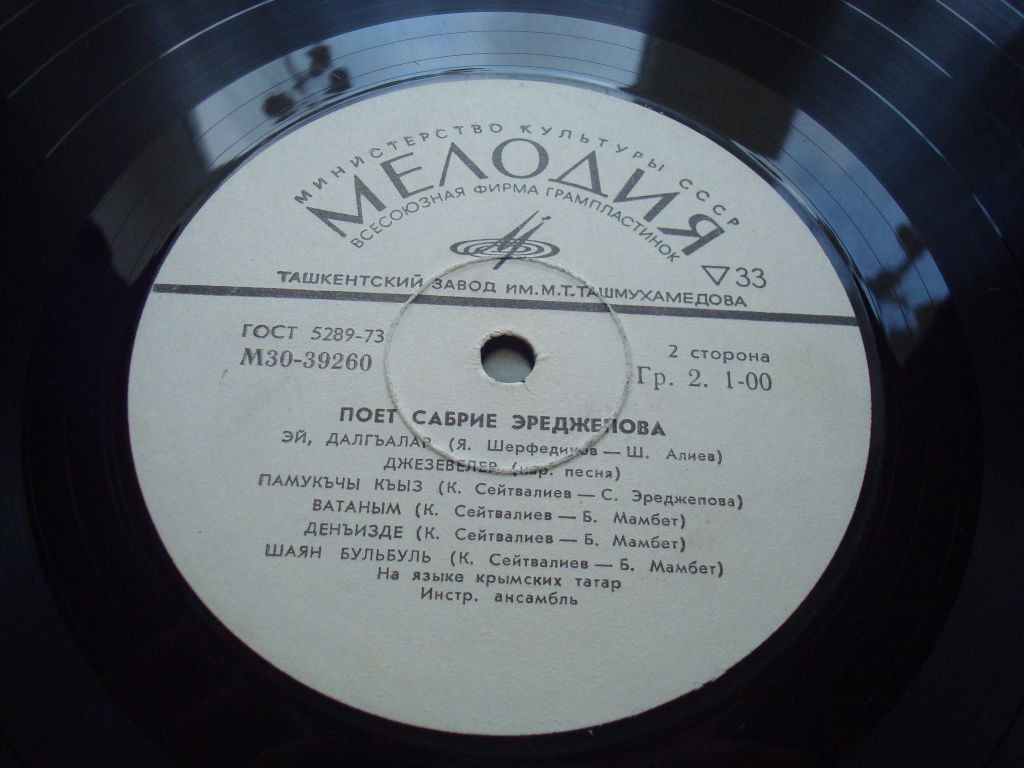 МИНИСТЕРСТВО КУЛЬТУРЫ СССР
МЕЛОДИЯ
ВСЕСОЮЗНАЯ ФИРМА ГРАМПЛАСТИНОК
▽33
ТАШКЕНТСКИЙ ЗАВОД ИМ. М.Т. ТАШМУХАМЕДОВА
ГОСТ 5289-73
М30-39260
2 сторона
Гр. 2. 1-00
ПОЕТ САБРИЕ ЭРЕДЖЕПОВА
ЭЙ, ДАЛГЪАЛАР (Я. Шерфединов — Ш. Алиев)
ДЖЕЗЕВЕЛЕР (нар. песня)
ПАМУКЪЧЫ КЪЫЗ (К. Сейтвалиев — С. Эреджепова)
ВАТАНЫМ (К. Сейтвалиев — Б. Мамбет)
ДЕНЪИЗДЕ (К. Сейтвалиев — Б. Мамбет)
ШАЯН БУЛЬБУЛЬ (К. Сейтвалиев — Б. Мамбет)
На языке крымских татар
Инстр. ансамбль